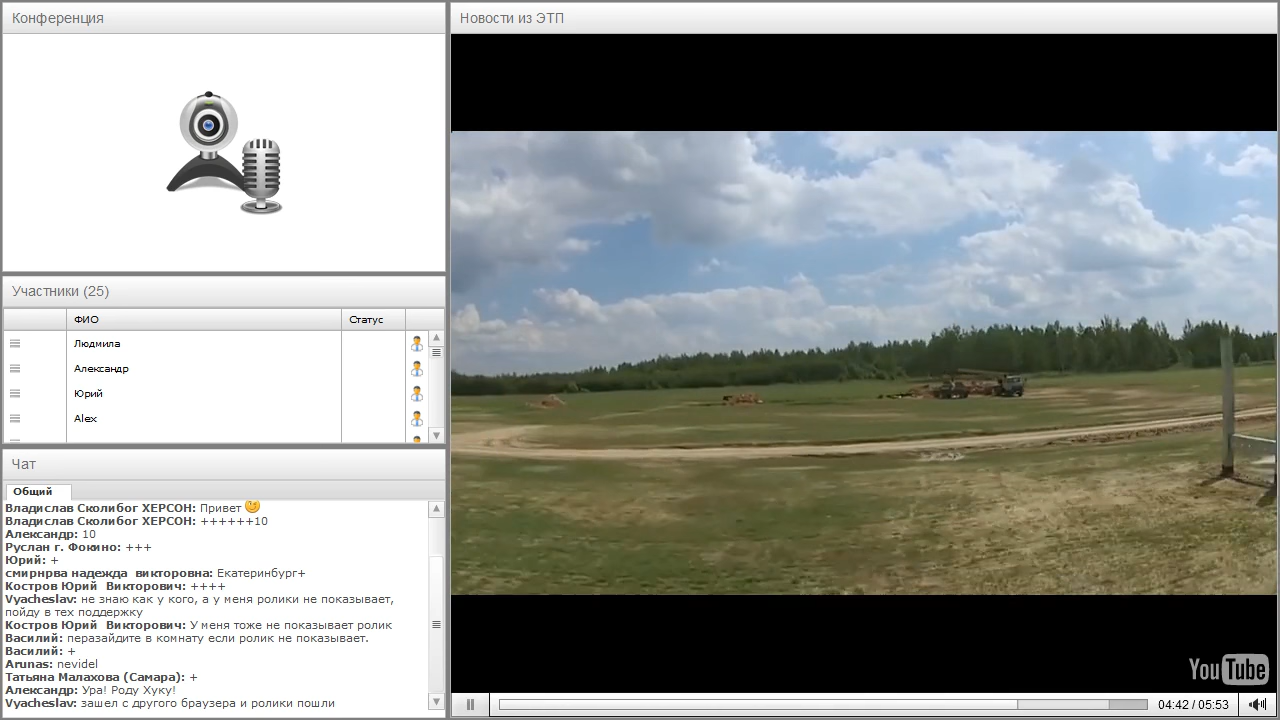 Конференция
Новости из ЭТП
Участники (25)
ФИО Статус
Людмила
Александр
Юрий
Alex
Чат
Общий
Владислав Сколибог ХЕРСОН: Привет
Владислав Сколибог ХЕРСОН: ++++++10
Александр: 10
Руслан г. Фокино: +++
Юрий: +
смирнрва надежда викторовна: Екатеринбург+
Костров Юрий Викторович: ++++
Vyacheslav: не знаю как у кого, а у меня ролики не показывает,
пойду в тех поддержку
Костров Юрий Викторович: У меня тоже не показывает ролик
Василий: перазайдите в комнату если ролик не показывает.
Василий: +
Arunas: nevidel
Татьяна Малахова (Самара): +
Александр: Ура! Роду Хуку!
Vyacheslav: зашел с другого браузера и ролики пошли
YouTube
04:42 / 05:53